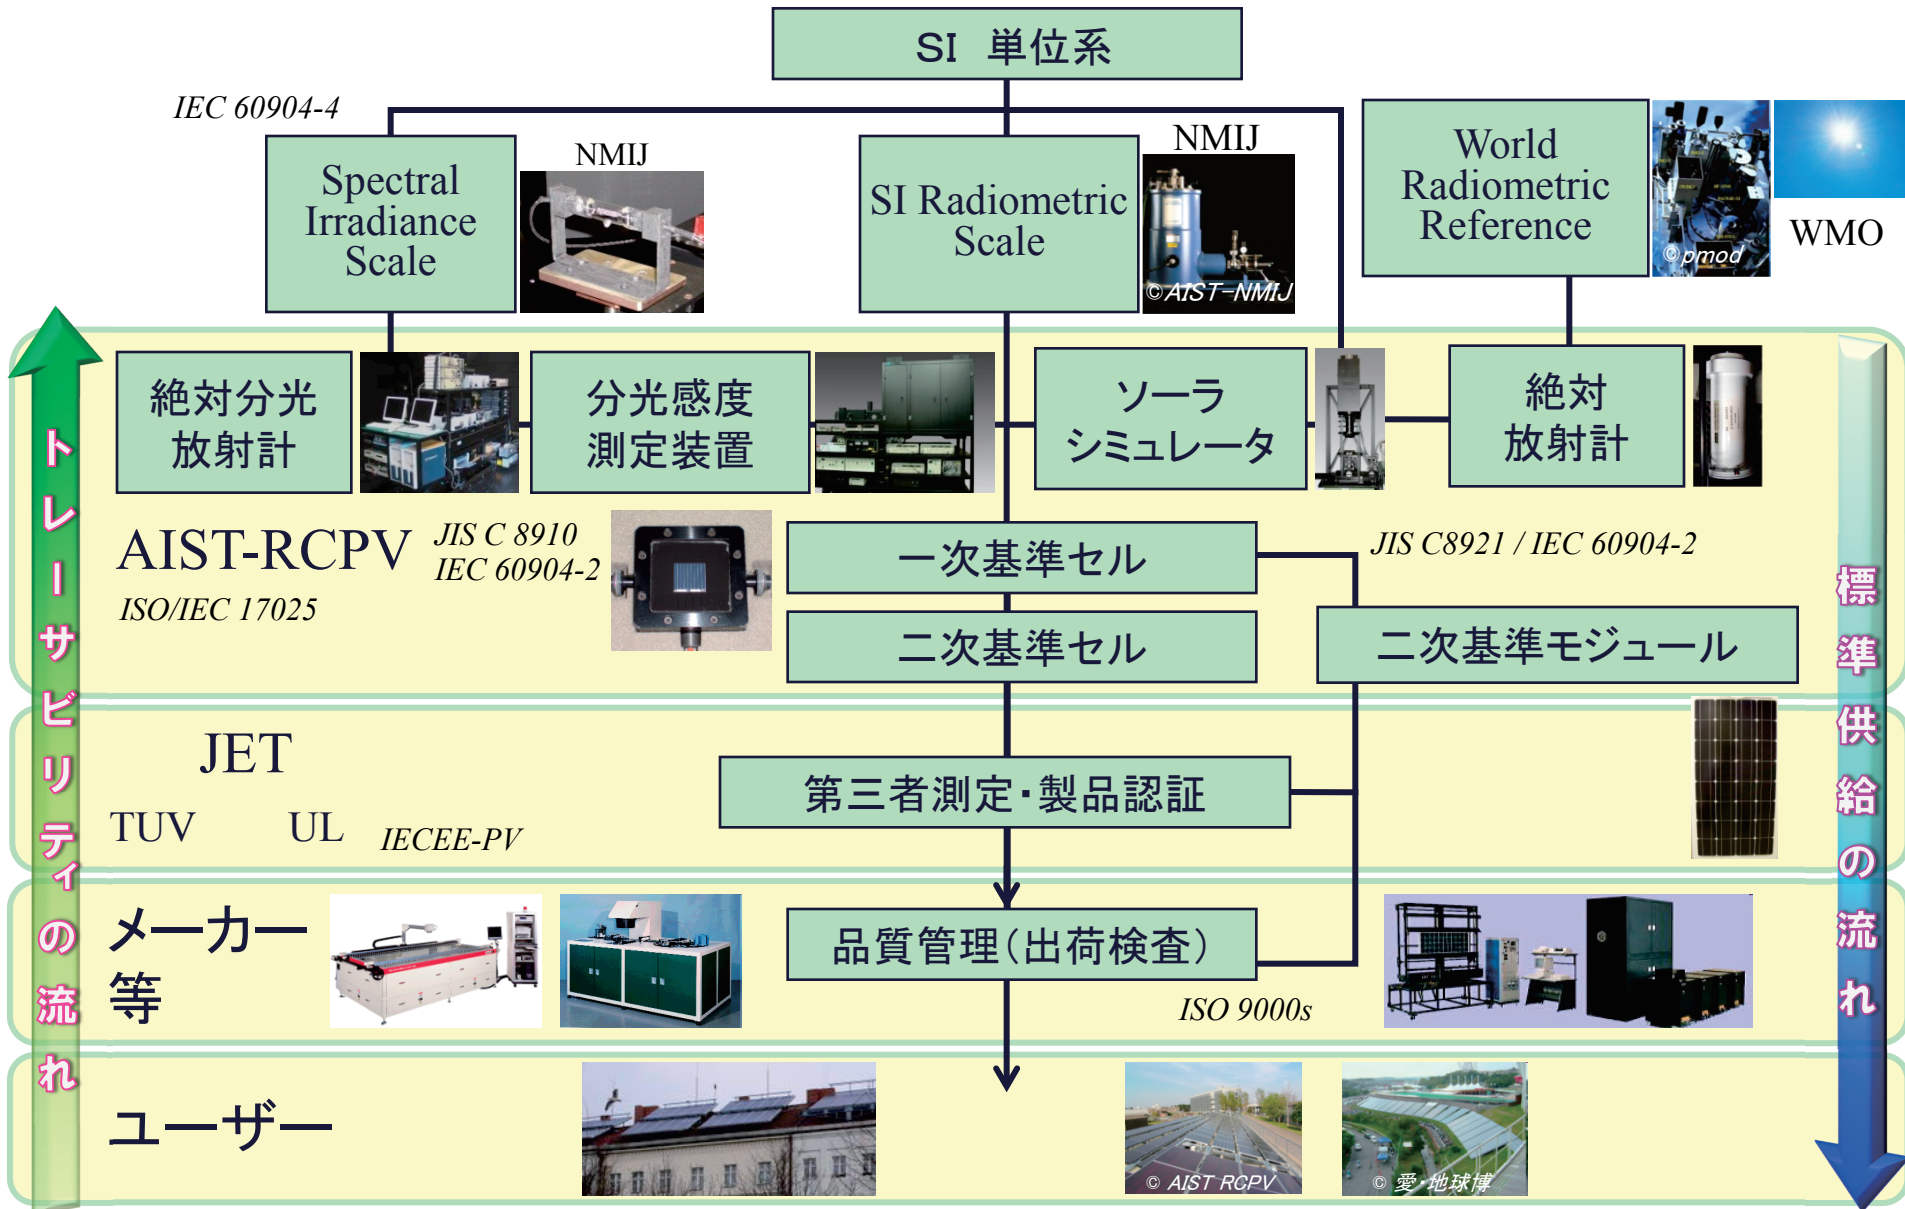 SI 単位系
IEC 60904-4
Spectral
Irradiance
Scale
NMIJ
SI Radiometric
Scale
NMIJ
©AIST-NMIJ
World
Radiometric
Reference
©pmod
WMO
トレーサビリティの流れ
標準供給の流れ
絶対分光
放射計
分光感度
測定装置
ソーラ
シミュレータ
絶対
放射計
AIST-RCPV
JIS C 8910
IEC 60904-2
ISO/IEC 17025
一次基準セル
JIS C8921 / IEC 60904-2
二次基準セル
二次基準モジュール
JET
TUV UL
IECEE-PV
第三者測定・製品認証
メーカー
等
品質管理(出荷検査)
ISO 9000s
ユーザー
© AIST RCPV
© 愛・地球博